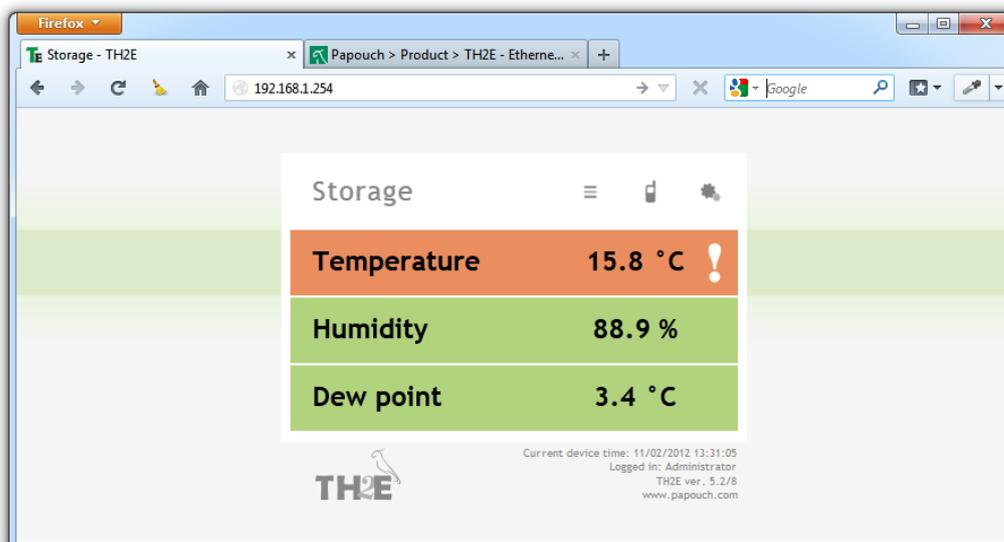 Firefox
Storage - TH2E
Papouch > Product > TH2E - Etherne...
192.168.1.254
Google
Storage
Temperature 15.8 °C !
Humidity 88.9 %
Dew point 3.4 °C
Current device time: 11/02/2012 13:31:05
Logged in: Administrator
TH2E ver. 5.2/8
www.papouch.com
TH2E